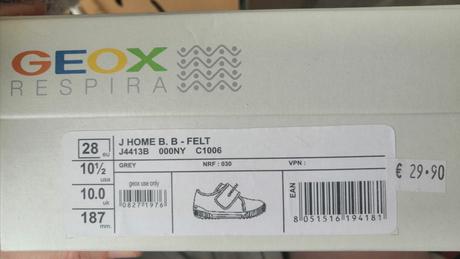 GEOX
RESPIRA
28 eu
J HOME B. B - FELT
J4413B 000NY C1006
10½ usa
GREY NRF : 030 VPN :
10.0 uk
geox use only
00271976
187 mm.
EAN
8 051516 194181
€ 29.90